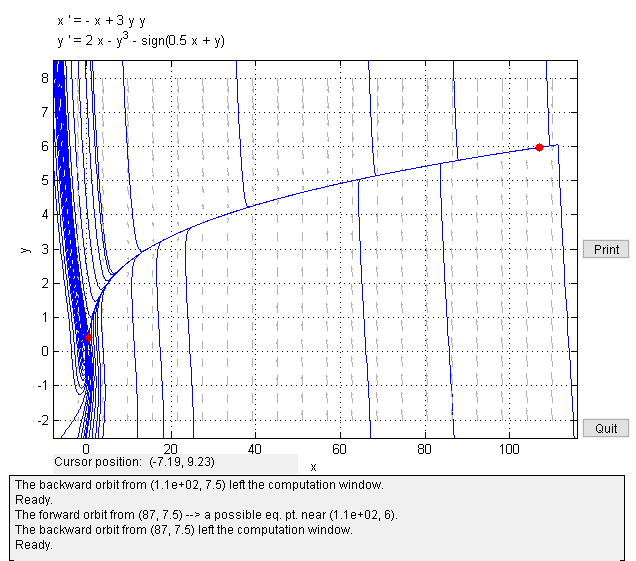 x ' = - x + 3 y y
y ' = 2 x - y³ - sign(0.5 x + y)
8
7
6
5
4
3
2
1
0
-1
-2
y
0 20 40 60 80 100
x
Print
Quit
Cursor position: (-7.19, 9.23)
The backward orbit from (1.1e+02, 7.5) left the computation window.
Ready.
The forward orbit from (87, 7.5) --> a possible eq. pt. near (1.1e+02, 6).
The backward orbit from (87, 7.5) left the computation window.
Ready.